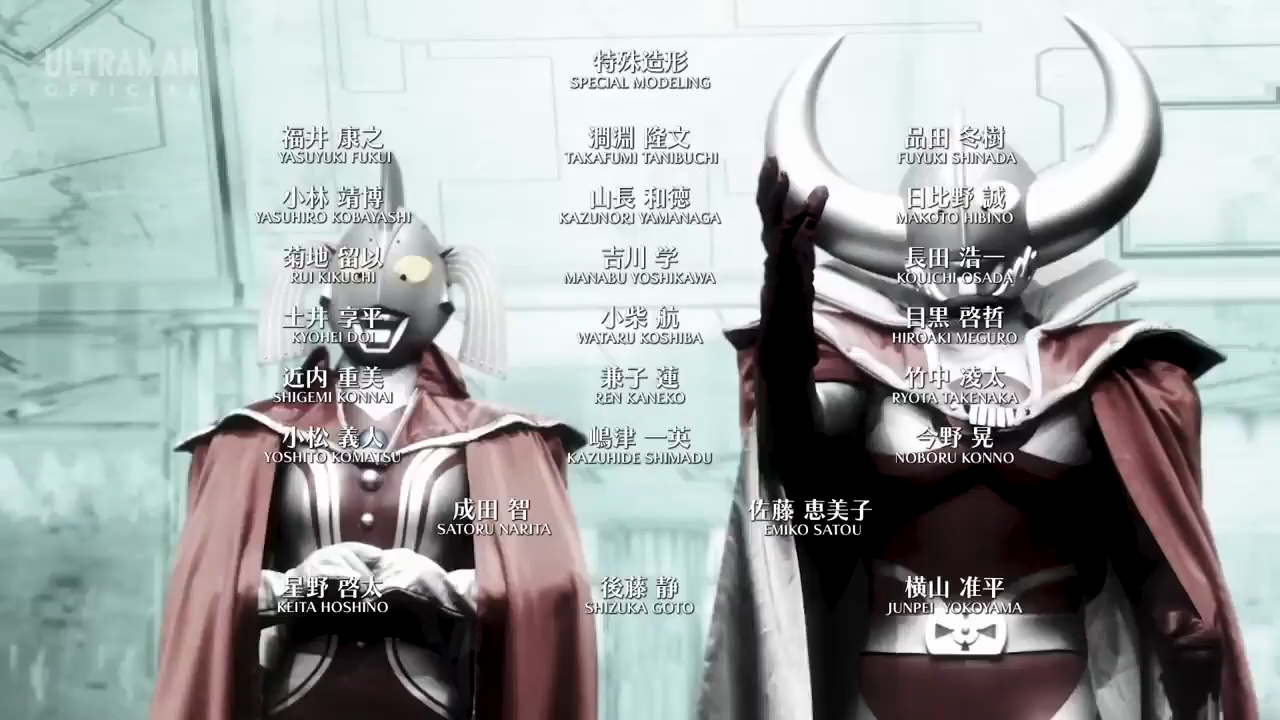 ULTRAMAN
OFFICIAL
特殊造形
SPECIAL MODELING
福井 康之
YASUYUKI FUKUI
澗淵 隆文
TAKAFUMI TANIBUCHI
品田 冬樹
FUYUKI SHINADA
小林 靖博
YASUHIRO KOBAYASHI
山長 和徳
KAZUNORI YAMANAGA
日比野 誠
MAKOTO HIBINO
菊地 留以
RUI KIKUCHI
吉川 学
MANABU YOSHIKAWA
長田 浩一
KOUICHI OSADA
土井 享平
KYOHEI DOI
小柴 航
WATARU KOSHIBA
目黒 啓哲
HIROAKI MEGURO
近内 重美
SHIGEMI KONNAI
兼子 蓮
REN KANEKO
竹中 凌太
RYOTA TAKENAKA
小松 義人
YOSHITO KOMATSU
嶋津 一英
KAZUHIDE SHIMADU
今野 晃
NOBORU KONNO
成田 智
SATORU NARITA
佐藤 恵美子
EMIKO SATOU
星野 啓太
KEITA HOSHINO
後藤 静
SHIZUKA GOTO
横山 准平
JUNPEI YOKOYAMA